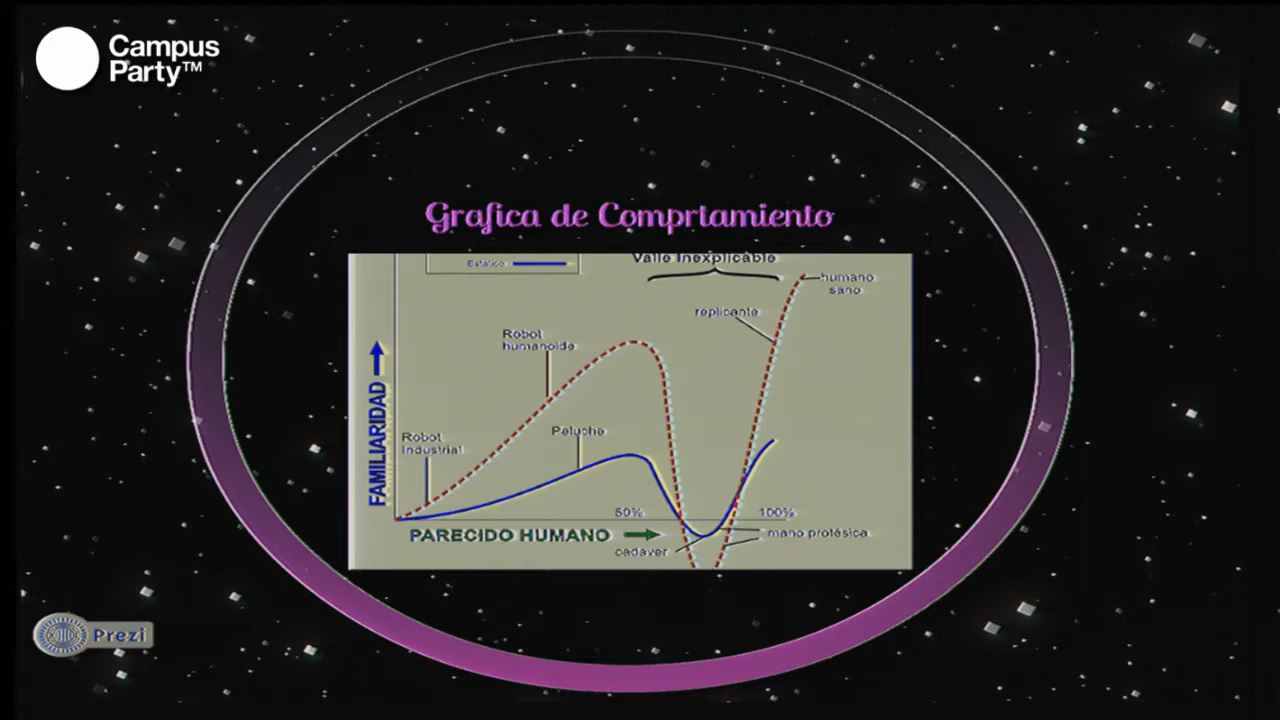 Campus
Party™
Grafica de Comprtamiento
Estático
Valle Inexplicable
humano
sano
replicante
Robot
humanoide
Peluche
Robot
Industrial
FAMILIARIDAD
50%
100%
PARECIDO HUMANO
mano protésica
cadaver
Prezi